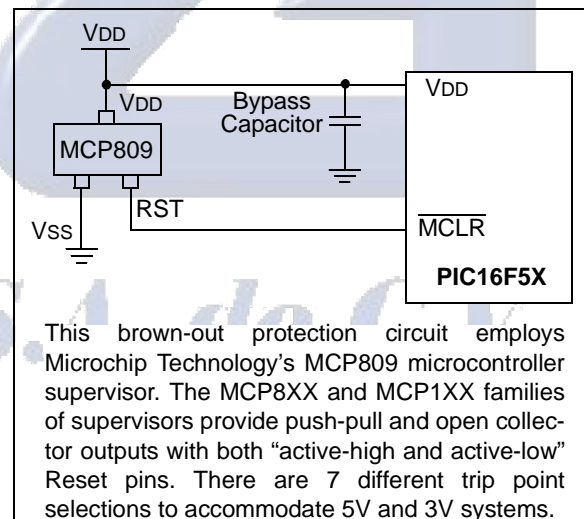 VDD
VDD
Bypass
Capacitor
VDD
MCP809
RST
VSS
MCLR
PIC16F5X
This brown-out protection circuit employs
Microchip Technology’s MCP809 microcontroller
supervisor. The MCP8XX and MCP1XX families
of supervisors provide push-pull and open collec-
tor outputs with both “active-high and active-low”
Reset pins. There are 7 different trip point
selections to accommodate 5V and 3V systems.